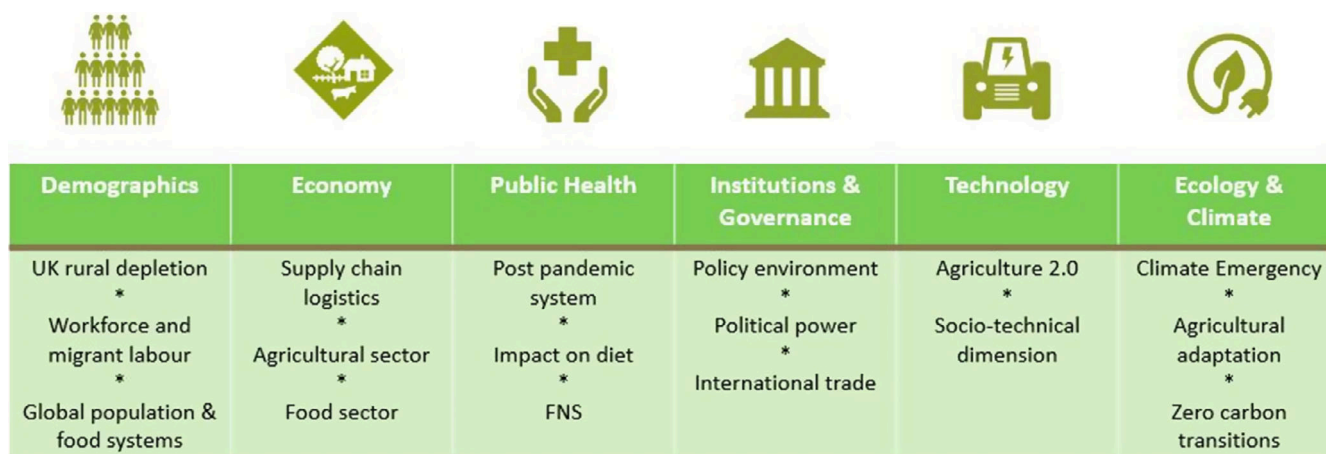 Demographics
Economy
Public Health
Institutions &
Governance
Technology
Ecology &
Climate
UK rural depletion
*
Workforce and
migrant labour
*
Global population &
food systems
Supply chain
logistics
*
Agricultural sector
*
Food sector
Post pandemic
system
*
Impact on diet
*
FNS
Policy environment
*
Political power
*
International trade
Agriculture 2.0
*
Socio-technical
dimension
Climate Emergency
*
Agricultural
adaptation
*
Zero carbon
transitions